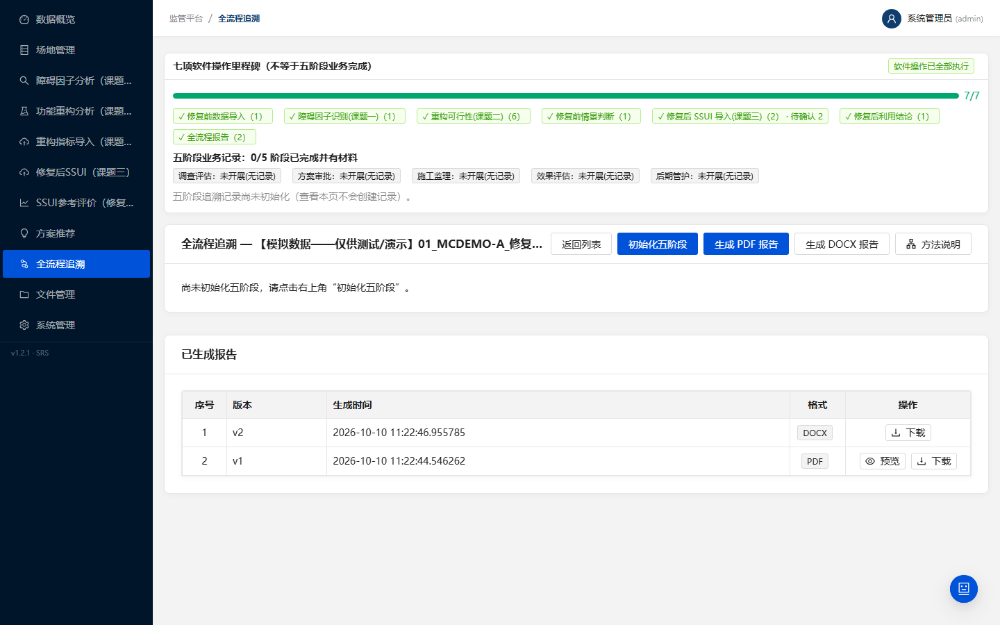 数据概览
场地管理
障碍因子分析（课题...
功能重构分析（课题...
重构指标导入（课题...
修复后SSUI（课题三）
SSUI参考评价（修复...
方案推荐
全流程追溯
文件管理
系统管理
v1.2.1 · SRS
监管平台 / 全流程追溯
系统管理员 (admin)
七项软件操作里程碑（不等于五阶段业务完成）
软件操作已全部执行
7/7
✓ 修复前数据导入（1） ✓ 障碍因子识别(课题一)（1） ✓ 重构可行性(课题二)（6） ✓ 修复前情景判断（1） ✓ 修复后 SSUI 导入(课题三)（2） · 待确认 2 ✓ 修复后利用结论（1）
✓ 全流程报告（2）
五阶段业务记录：0/5 阶段已完成并有材料
调查评估：未开展(无记录) 方案审批：未开展(无记录) 施工监理：未开展(无记录) 效果评估：未开展(无记录) 后期管护：未开展(无记录)
五阶段追溯记录尚未初始化（查看本页不会创建记录）。
全流程追溯 — 【模拟数据——仅供测试/演示】01_MCDEMO-A_修复...
返回列表 初始化五阶段 生成 PDF 报告 生成 DOCX 报告 方法说明
尚未初始化五阶段，请点击右上角“初始化五阶段”。
已生成报告
序号 版本 生成时间 格式 操作
1 v2 2026-10-10 11:22:46.955785 DOCX 下载
2 v1 2026-10-10 11:22:44.546262 PDF 预览 下载